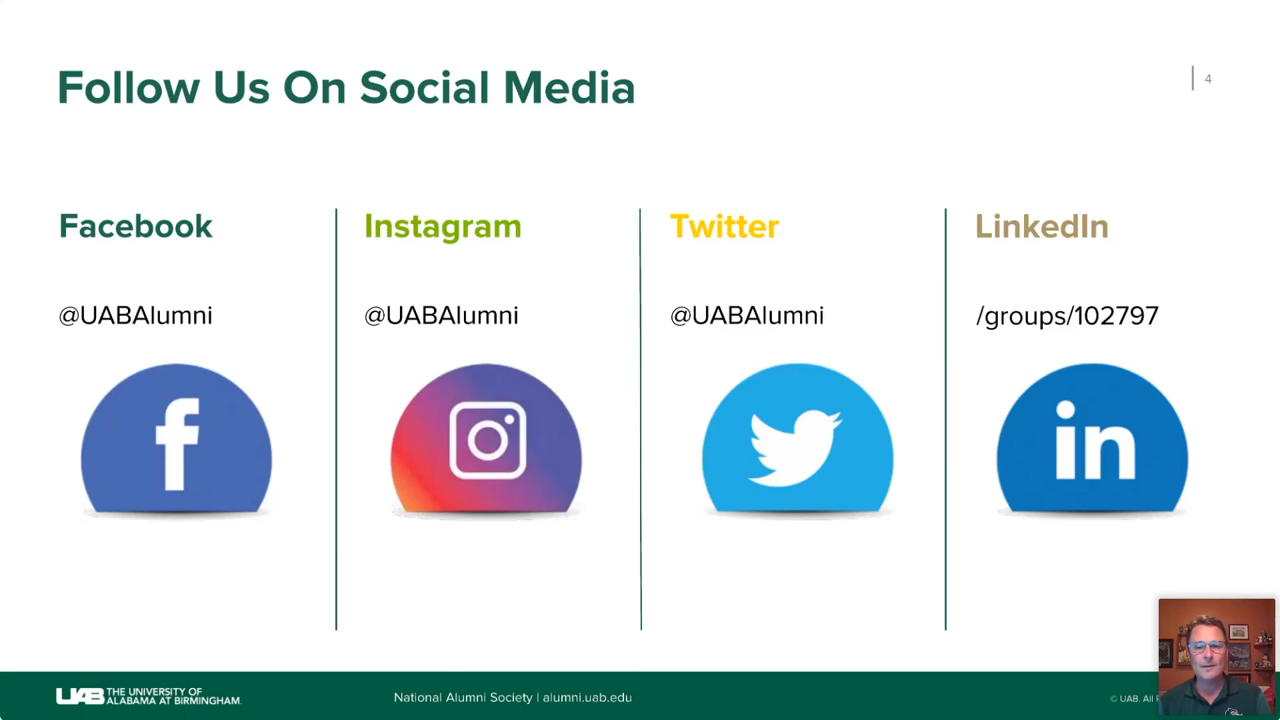 Follow Us On Social Media
4
Facebook
@UABAlumni
Instagram
@UABAlumni
Twitter
@UABAlumni
LinkedIn
/groups/102797
f
in
UAB THE UNIVERSITY OF
ALABAMA AT BIRMINGHAM.
National Alumni Society | alumni.uab.edu
© UAB. All